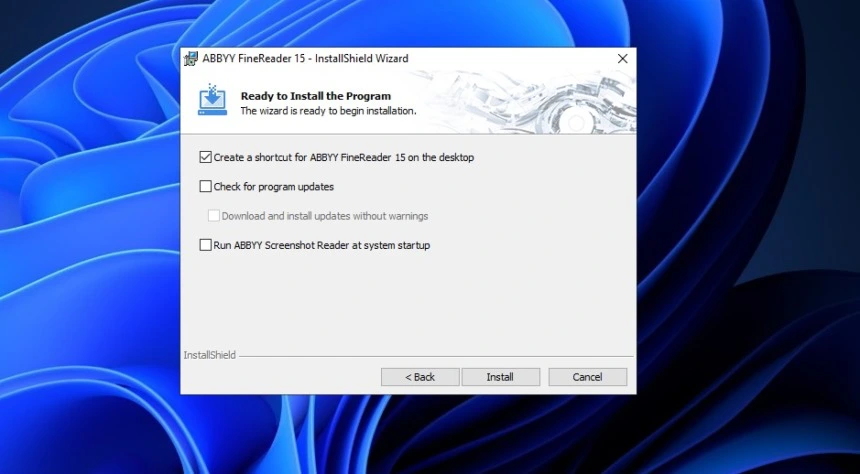 ABBYY FineReader 15 - InstallShield Wizard
Ready to Install the Program
The wizard is ready to begin installation.
Create a shortcut for ABBYY FineReader 15 on the desktop
Check for program updates
Download and install updates without warnings
Run ABBYY Screenshot Reader at system startup
InstallShield
< Back
Install
Cancel